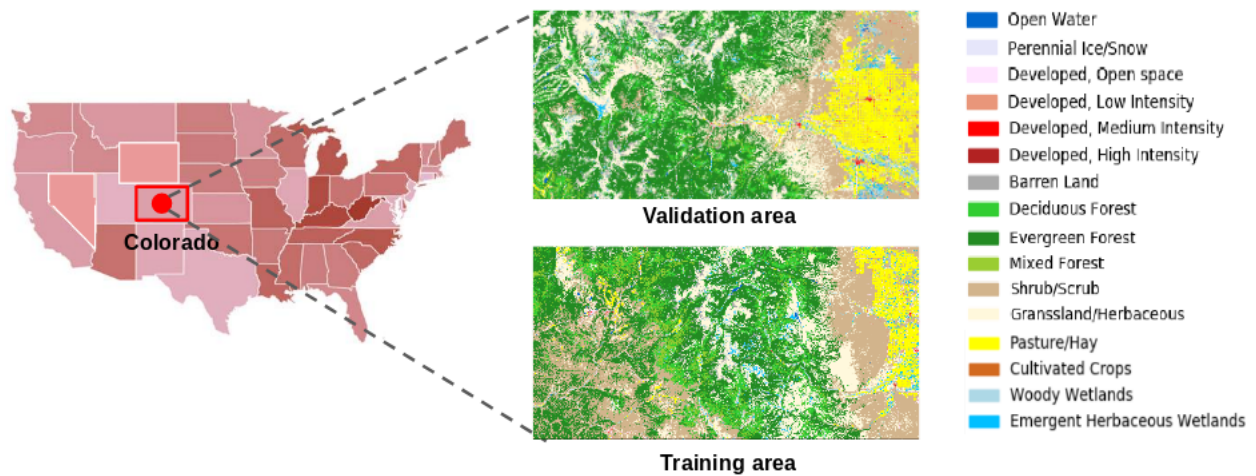 Colorado
Validation area
Training area
Open Water
Perennial Ice/Snow
Developed, Open space
Developed, Low Intensity
Developed, Medium Intensity
Developed, High Intensity
Barren Land
Deciduous Forest
Evergreen Forest
Mixed Forest
Shrub/Scrub
Granssland/Herbaceous
Pasture/Hay
Cultivated Crops
Woody Wetlands
Emergent Herbaceous Wetlands